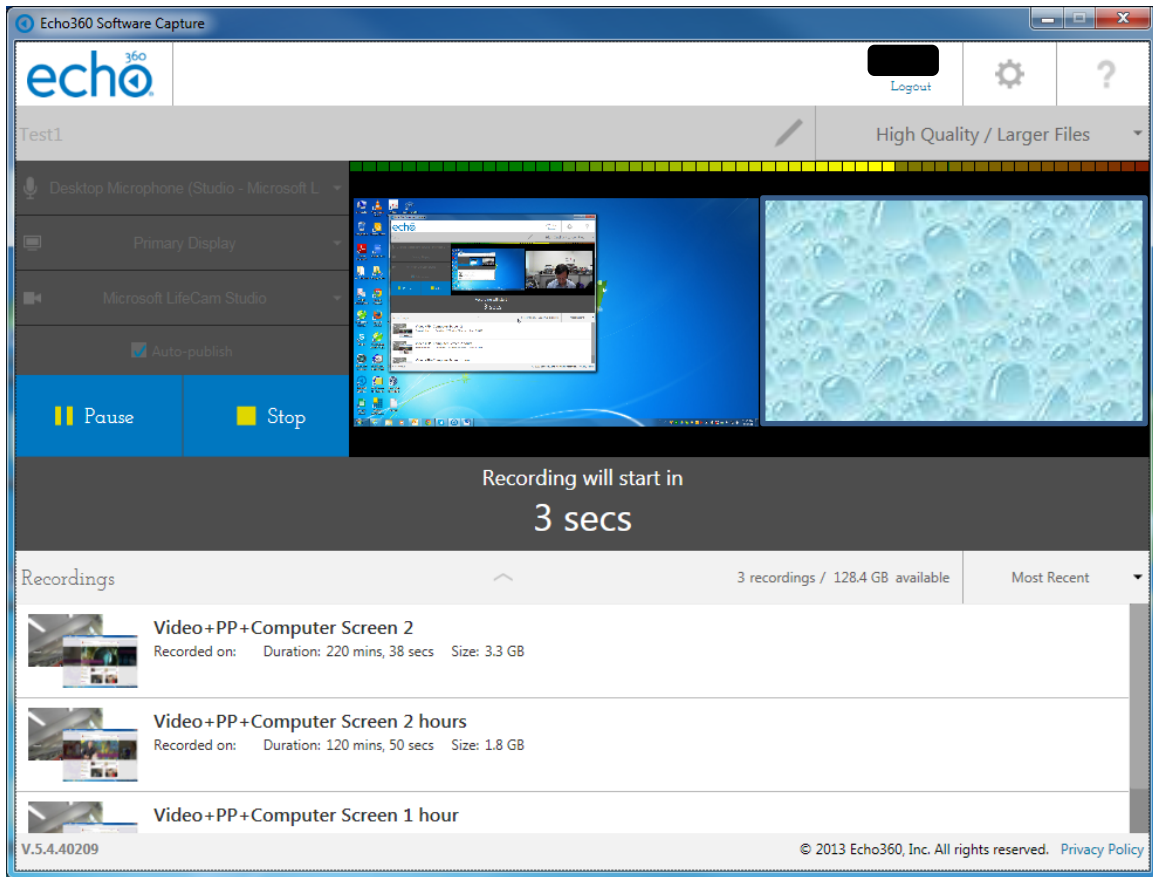 Echo360 Software Capture
echo360
Logout
?
Test1
High Quality / Larger Files
Desktop Microphone (Studio - Microsoft L
Primary Display
Microsoft LifeCam Studio
Auto-publish
Pause
Stop
Recording will start in
3 secs
Recordings
3 recordings / 128.4 GB available
Most Recent
Video+PP+Computer Screen 2
Recorded on: Duration: 220 mins, 38 secs Size: 3.3 GB
Video+PP+Computer Screen 2 hours
Recorded on: Duration: 120 mins, 50 secs Size: 1.8 GB
Video+PP+Computer Screen 1 hour
V.5.4.40209
© 2013 Echo360, Inc. All rights reserved. Privacy Policy